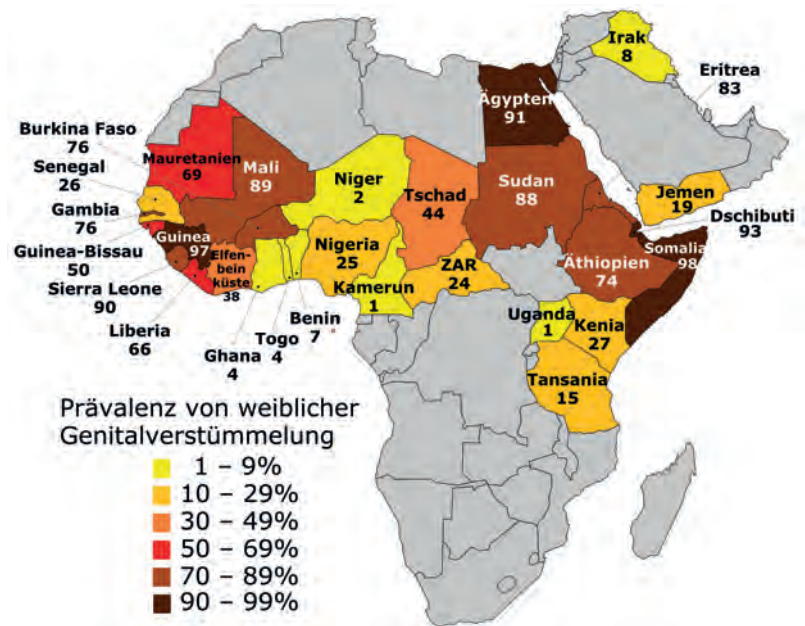 Irak
8
Eritrea
83
Ägypten
91
Burkina Faso
76
Senegal
26
Gambia
76
Guinea-Bissau
50
Sierra Leone
90
Liberia
66
Mauretanien
69
Mali
89
Niger
2
Tschad
44
Sudan
88
Jemen
19
Dschibuti
93
Guinea
97
Elfen-
bein
küste
38
Nigeria
25
Kamerun
1
ZAR
24
Äthiopien
74
Somalia
98
Ghana
4
Togo
4
Benin
7
Uganda
1
Kenia
27
Tansania
15
Prävalenz von weiblicher
Genitalverstümmelung
1 – 9%
10 – 29%
30 – 49%
50 – 69%
70 – 89%
90 – 99%